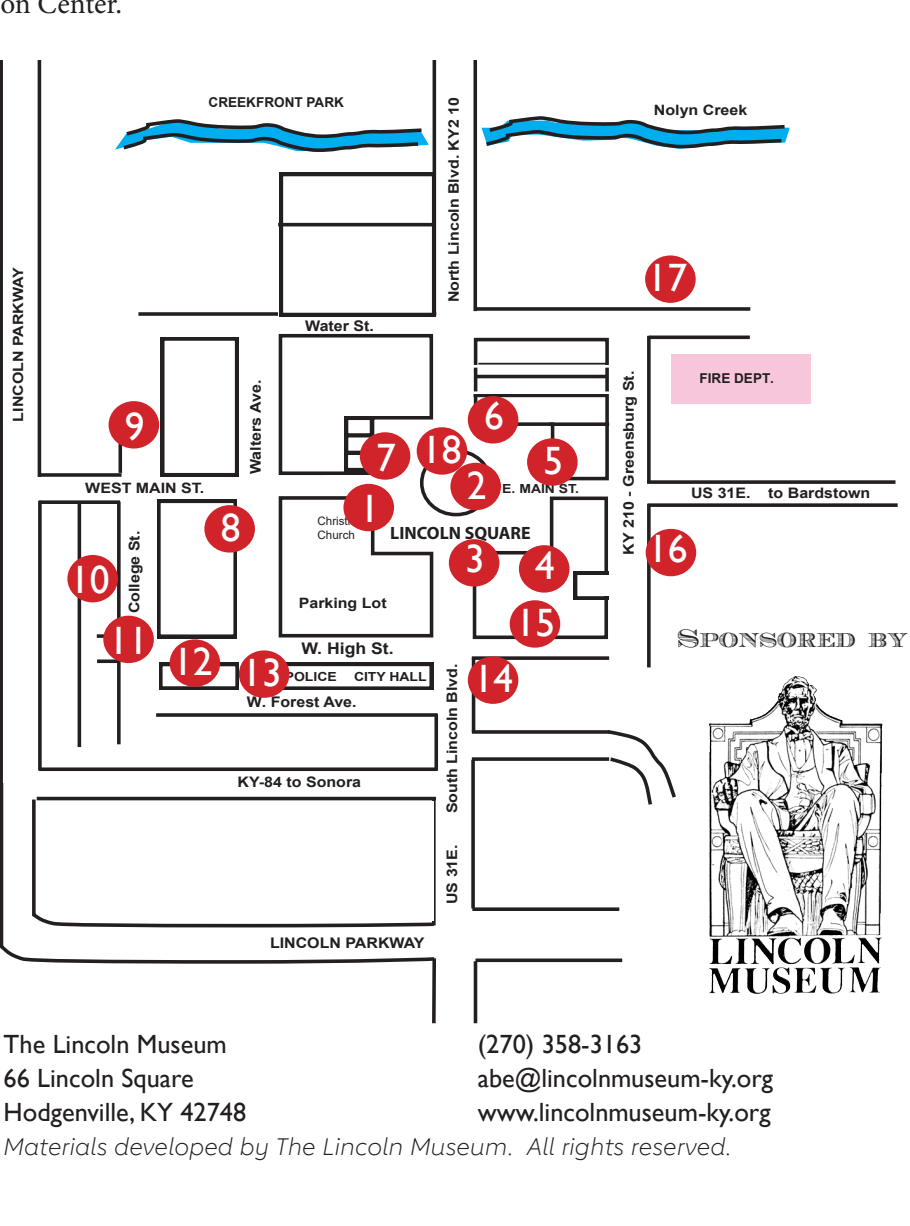 on Center.
CREEKFRONT PARK
Nolyn Creek
North Lincoln Blvd. KY2 10
LINCOLN PARKWAY
17
Water St.
FIRE DEPT.
Walters Ave.
KY 210 - Greensburg St.
9
6
7
18
5
2
WEST MAIN ST.
E. MAIN ST.
US 31E. to Bardstown
1
8
Christi
Church
LINCOLN SQUARE
3
4
16
10
College St.
Parking Lot
15
11
W. High St.
SPONSORED BY
12
13
POLICE CITY HALL
14
W. Forest Ave.
South Lincoln Blvd.
KY-84 to Sonora
US 31E.
LINCOLN PARKWAY
LINCOLN
MUSEUM
The Lincoln Museum
66 Lincoln Square
Hodgenville, KY 42748
(270) 358-3163
abe@lincolnmuseum-ky.org
www.lincolnmuseum-ky.org
Materials developed by The Lincoln Museum. All rights reserved.